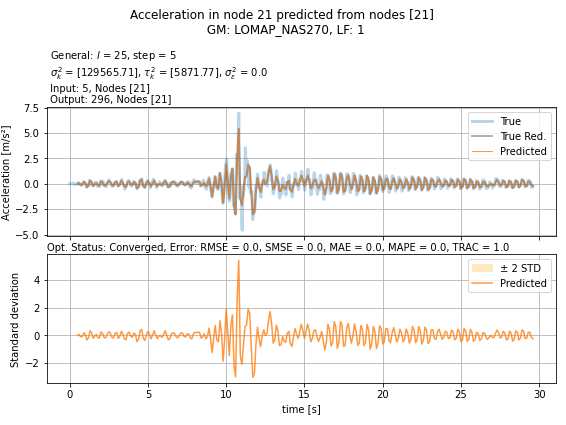 Acceleration in node 21 predicted from nodes [21]
GM: LOMAP_NAS270, LF: 1
General: l = 25, step = 5
σ²ₖ = [129565.71], τ²ₖ = [5871.77], σ²ε = 0.0
Input: 5, Nodes [21]
Output: 296, Nodes [21]
Acceleration [m/s²]
7.5
5.0
2.5
0.0
−2.5
−5.0
True
True Red.
Predicted
Opt. Status: Converged, Error: RMSE = 0.0, SMSE = 0.0, MAE = 0.0, MAPE = 0.0, TRAC = 1.0
Standard deviation
4
2
0
−2
± 2 STD
Predicted
0 5 10 15 20 25 30
time [s]